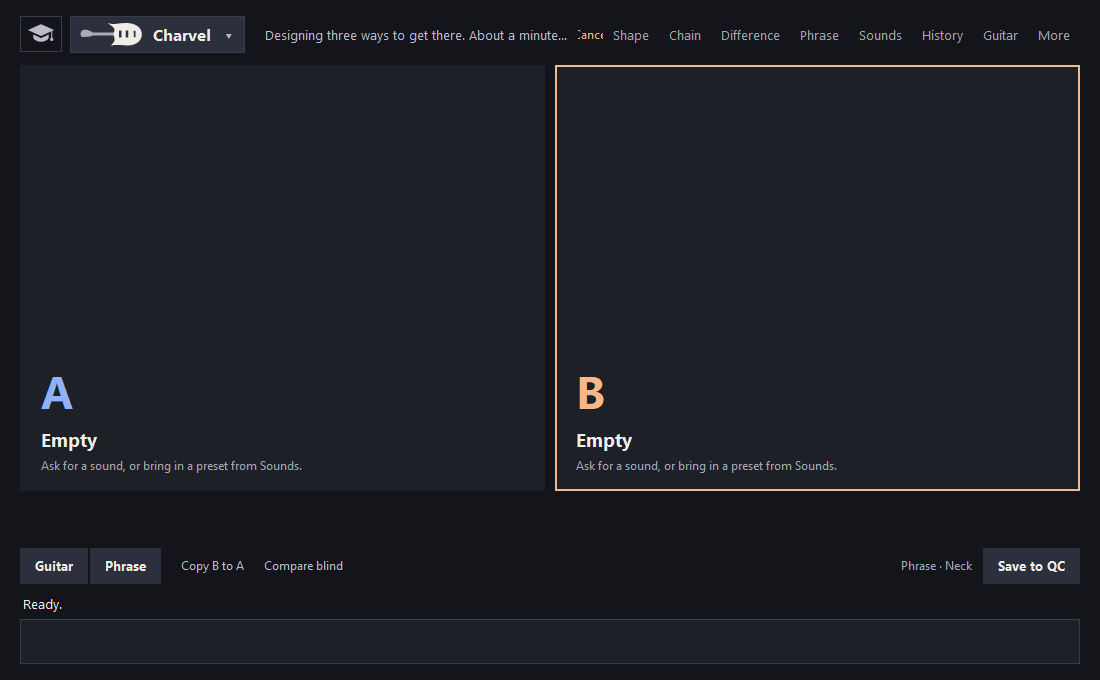 Charvel ▾ Designing three ways to get there. About a minute... Cance Shape Chain Difference Phrase Sounds History Guitar More
A
Empty
Ask for a sound, or bring in a preset from Sounds.
B
Empty
Ask for a sound, or bring in a preset from Sounds.
Guitar Phrase Copy B to A Compare blind Phrase · Neck Save to QC
Ready.